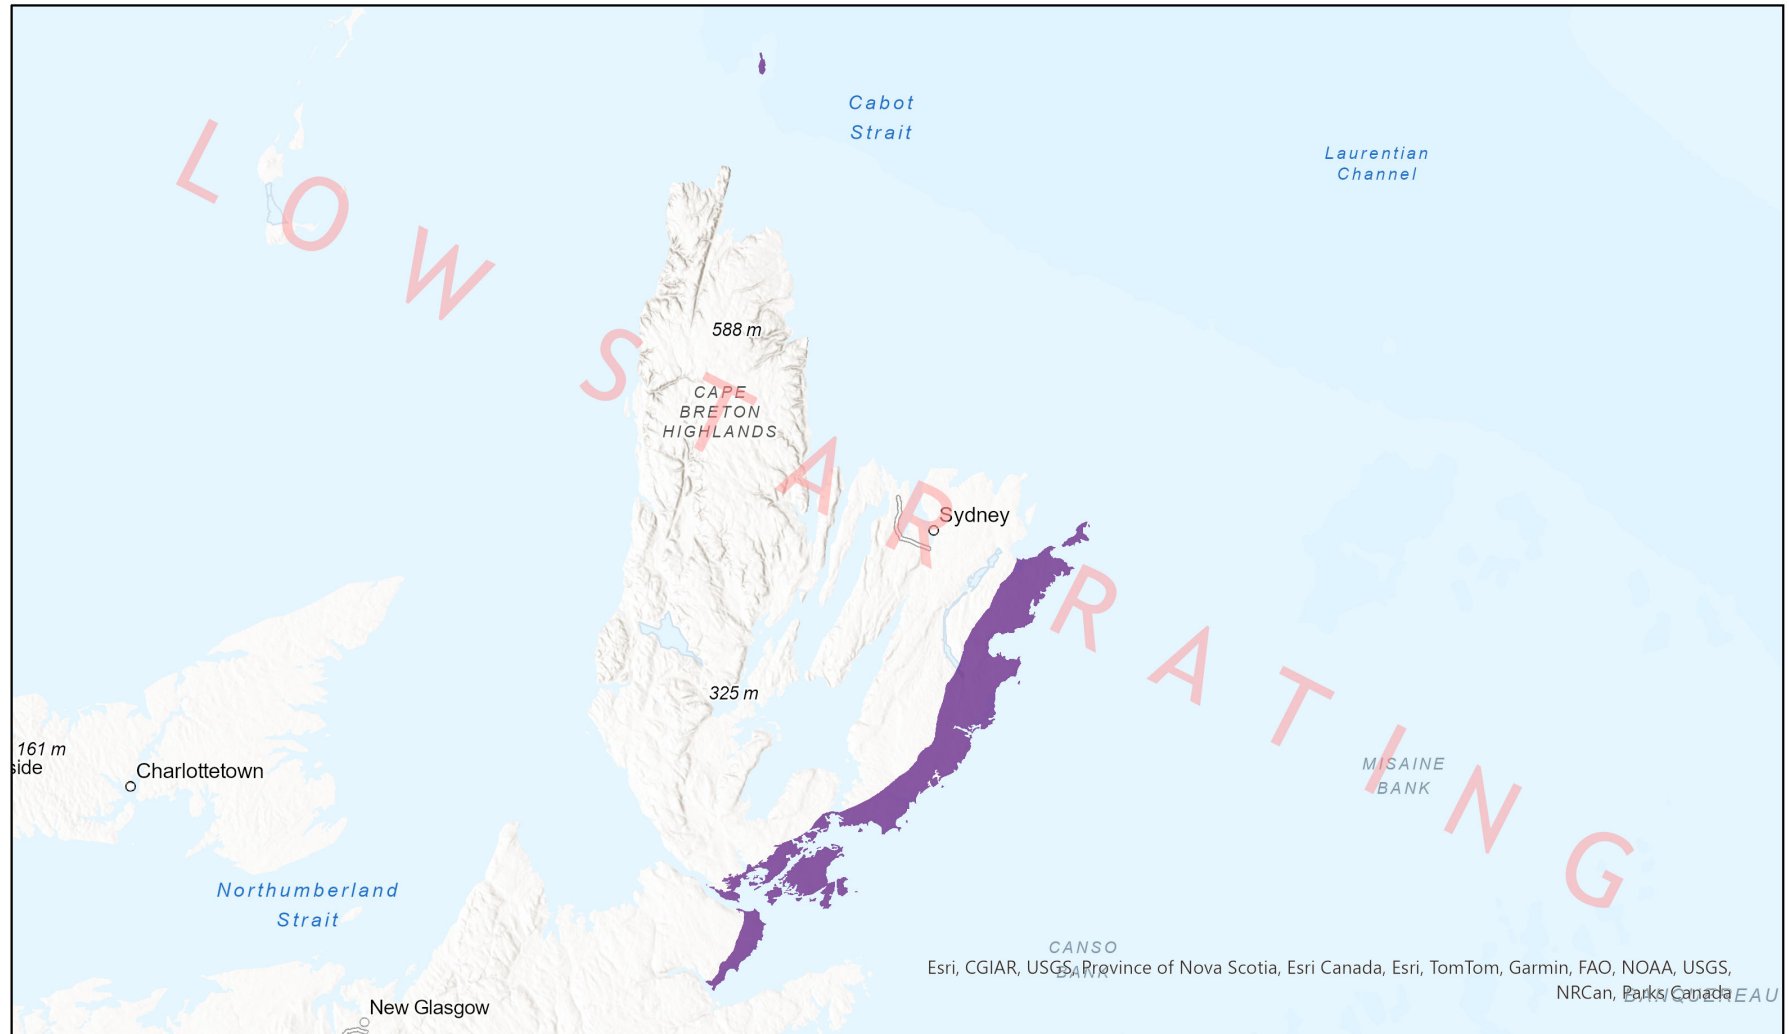 Cabot
Strait
Laurentian
Channel
LOW STAR RATING
588 m
CAPE
BRETON
HIGHLANDS
Sydney
325 m
161 m
side
Charlottetown
MISAINE
BANK
Northumberland
Strait
CANSO
BANK
Esri, CGIAR, USGS, Province of Nova Scotia, Esri Canada, Esri, TomTom, Garmin, FAO, NOAA, USGS,
NRCan, Parks Canada
BANQUEREAU
New Glasgow